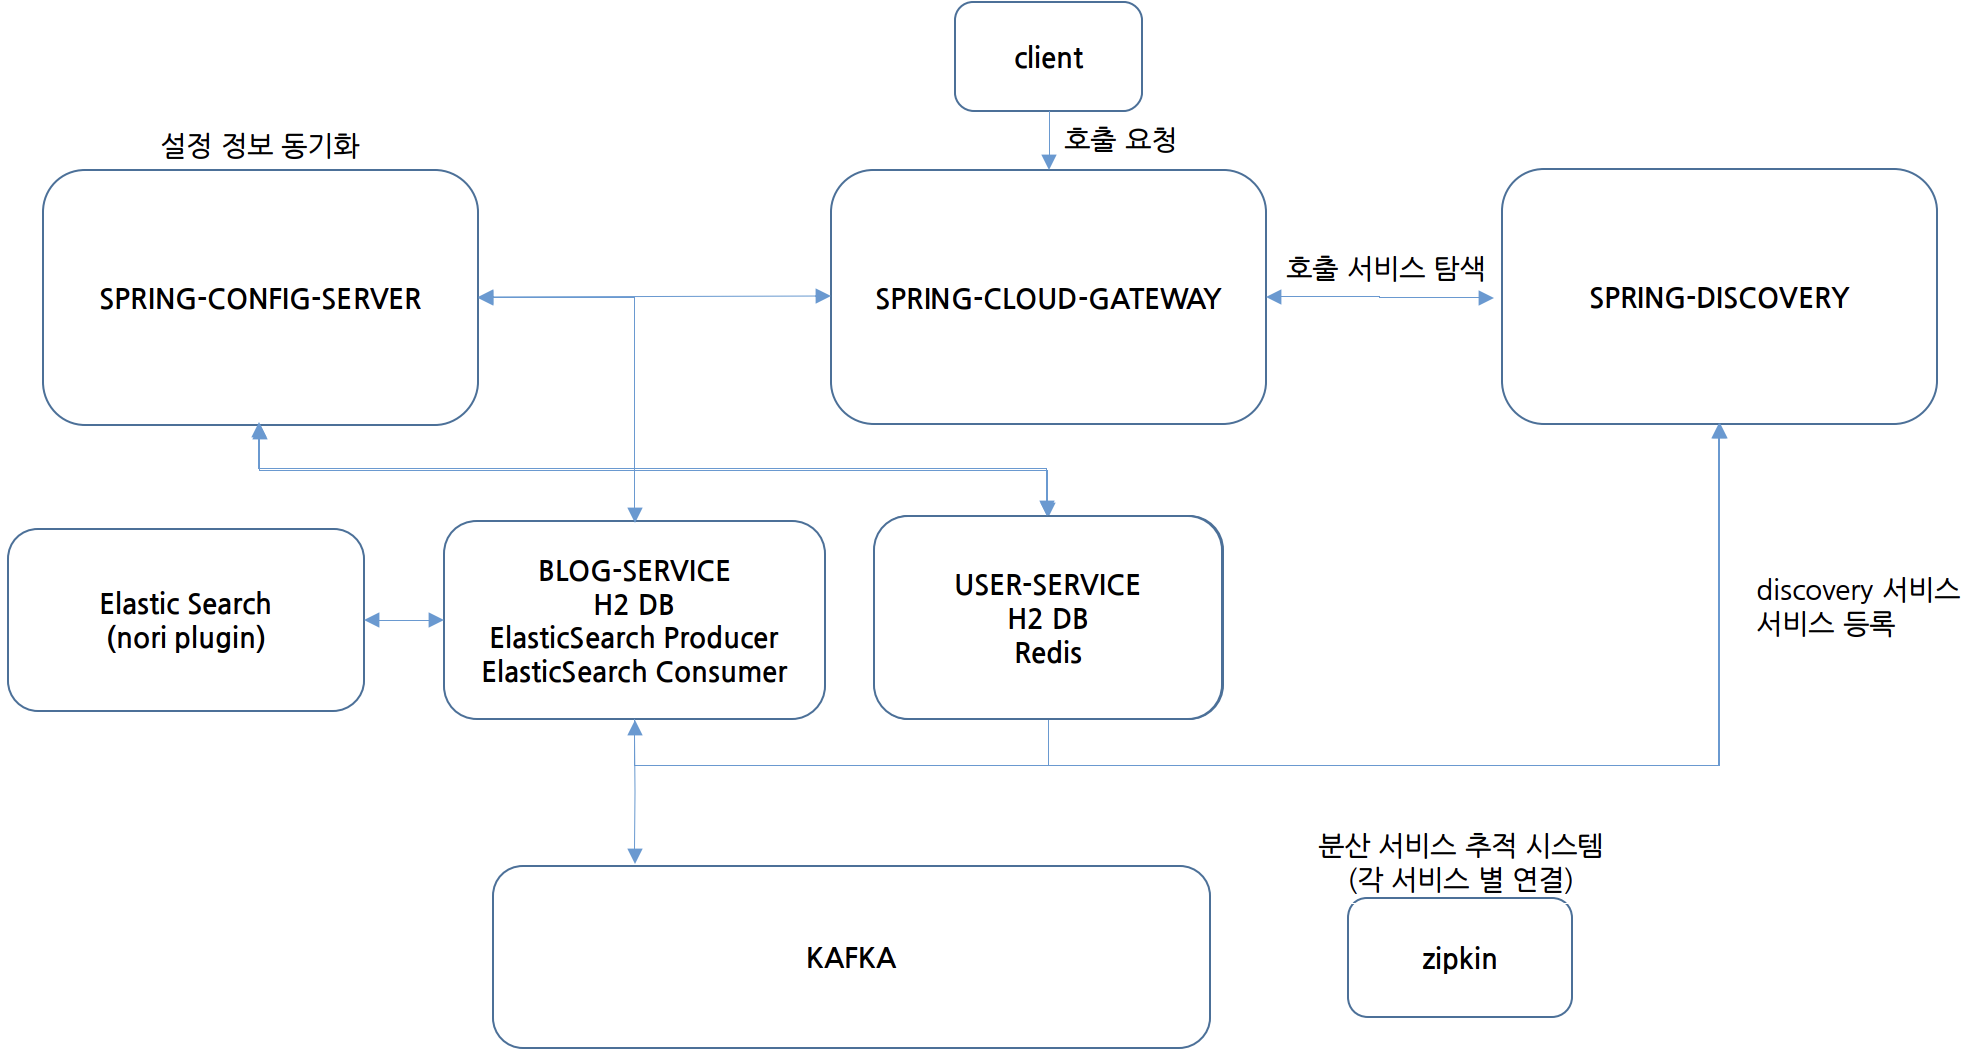 client
호출 요청
설정 정보 동기화
SPRING-CONFIG-SERVER
SPRING-CLOUD-GATEWAY
호출 서비스 탐색
SPRING-DISCOVERY
Elastic Search
(nori plugin)
BLOG-SERVICE
H2 DB
ElasticSearch Producer
ElasticSearch Consumer
USER-SERVICE
H2 DB
Redis
discovery 서비스
서비스 등록
KAFKA
분산 서비스 추적 시스템
(각 서비스 별 연결)
zipkin